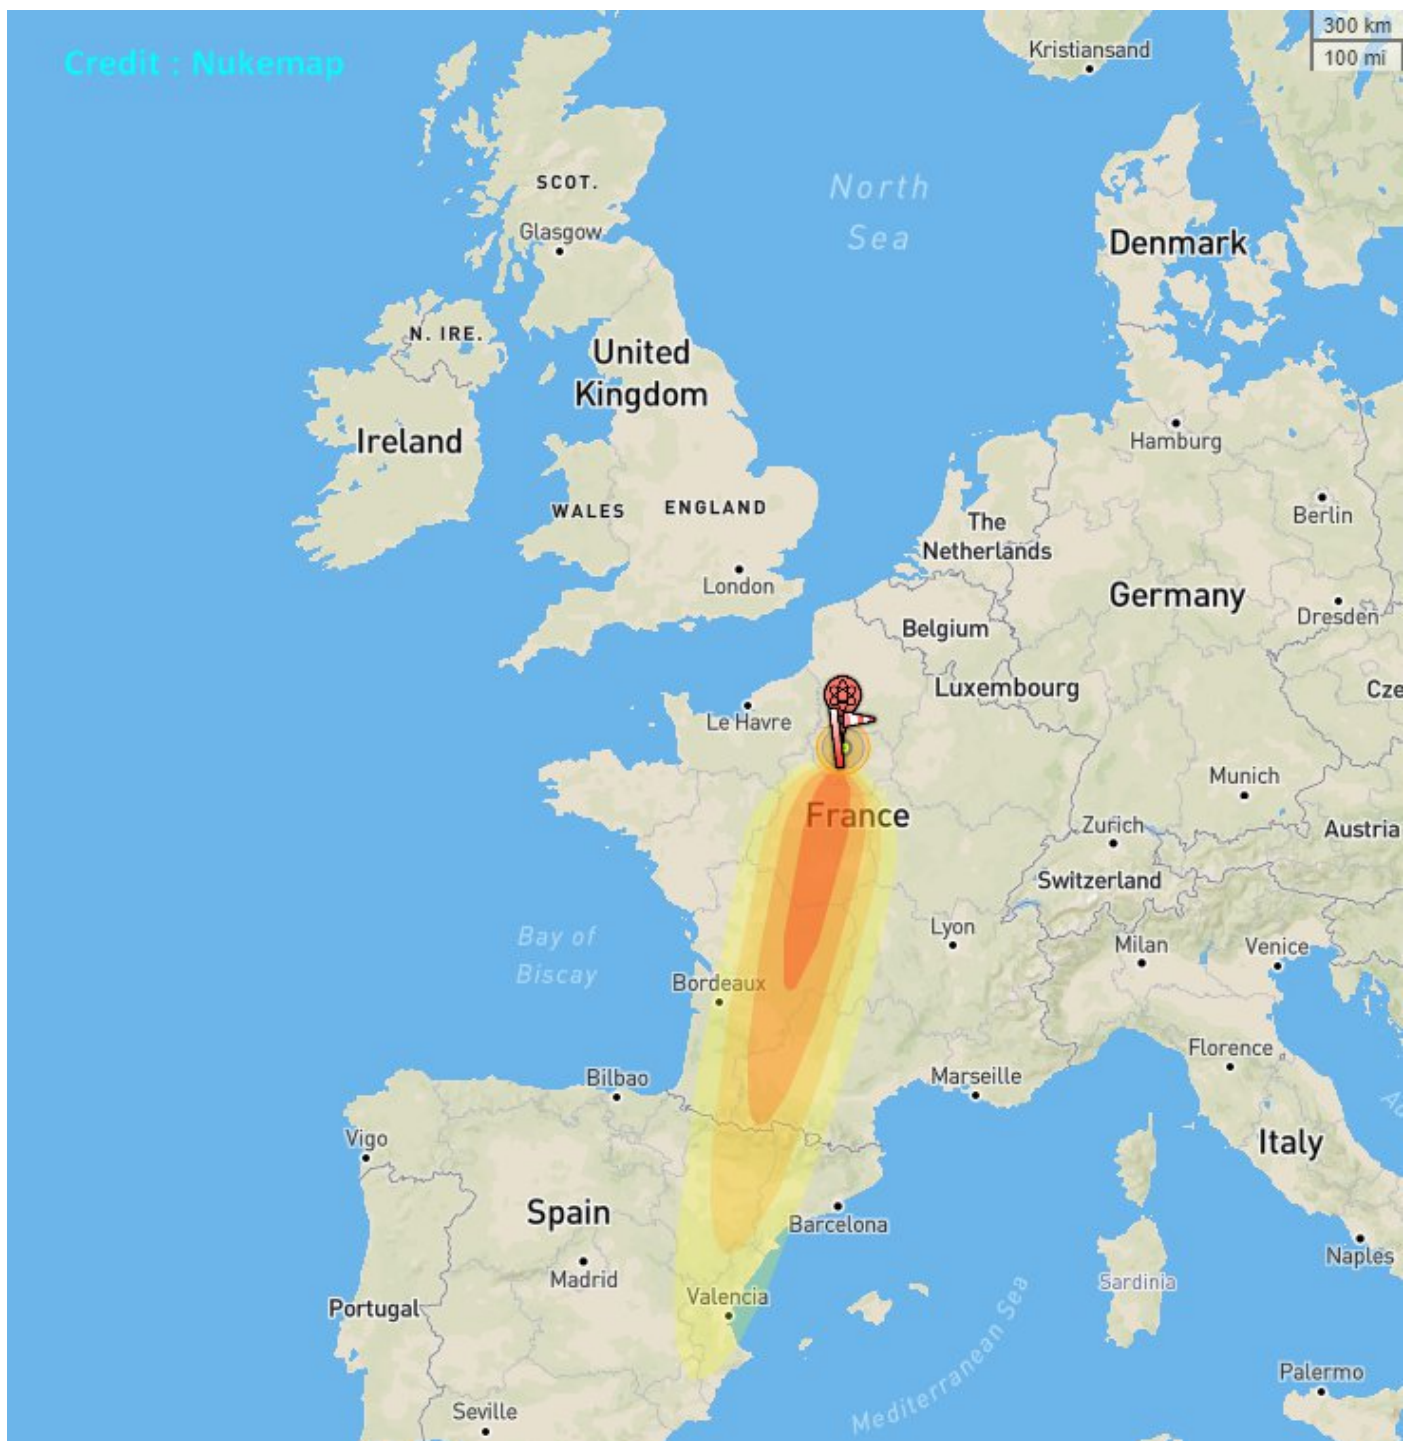 Credit : Nukemap
300 km
100 mi
Kristiansand
North
Sea
SCOT.
Glasgow
Denmark
N. IRE.
United
Kingdom
Ireland
Hamburg
WALES
ENGLAND
The
Netherlands
Berlin
London
Germany
Dresden
Belgium
Luxembourg
Cze
Le Havre
Munich
France
Zurich
Austria
Switzerland
Lyon
Bay of
Biscay
Milan
Venice
Bordeaux
Florence
Bilbao
Marseille
Vigo
Italy
Spain
Barcelona
Naples
Madrid
Sardinia
Valencia
Portugal
Mediterranean Sea
Palermo
Seville